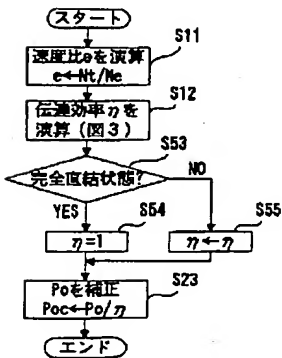 スタート
S11
速度比eを演算
e←Nt/Ne
S12
伝達効率ηを
演算(図3)
S53
完全直結状態?
NO
YES
S54
S55
η=1
η←η
S23
Poを補正
Poc←Po/η
エンド